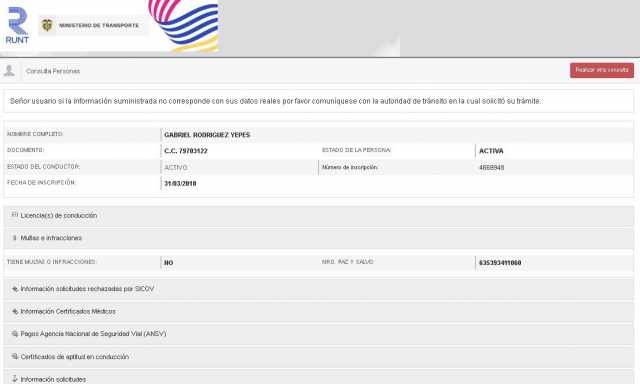 RUNT
MINISTERIO DE TRANSPORTE
Consulta Personas
Realizar otra consulta
Señor usuario si la información suministrada no corresponde con sus datos reales por favor comuníquese con la autoridad de tránsito en la cual solicitó su trámite.
NOMBRE COMPLETO: GABRIEL RODRIGUEZ YEPES
DOCUMENTO: C.C. 79783122 ESTADO DE LA PERSONA: ACTIVA
ESTADO DEL CONDUCTOR: ACTIVO Número de inscripción: 4688948
FECHA DE INSCRIPCIÓN: 31/03/2010
Licencia(s) de conducción
$ Multas e infracciones
TIENE MULTAS O INFRACCIONES: NO NRO. PAZ Y SALVO: 635393411060
Información solicitudes rechazadas por SICOV
Información Certificados Médicos
Pagos Agencia Nacional de Seguridad Vial (ANSV)
Certificados de aptitud en conducción
Información solicitudes